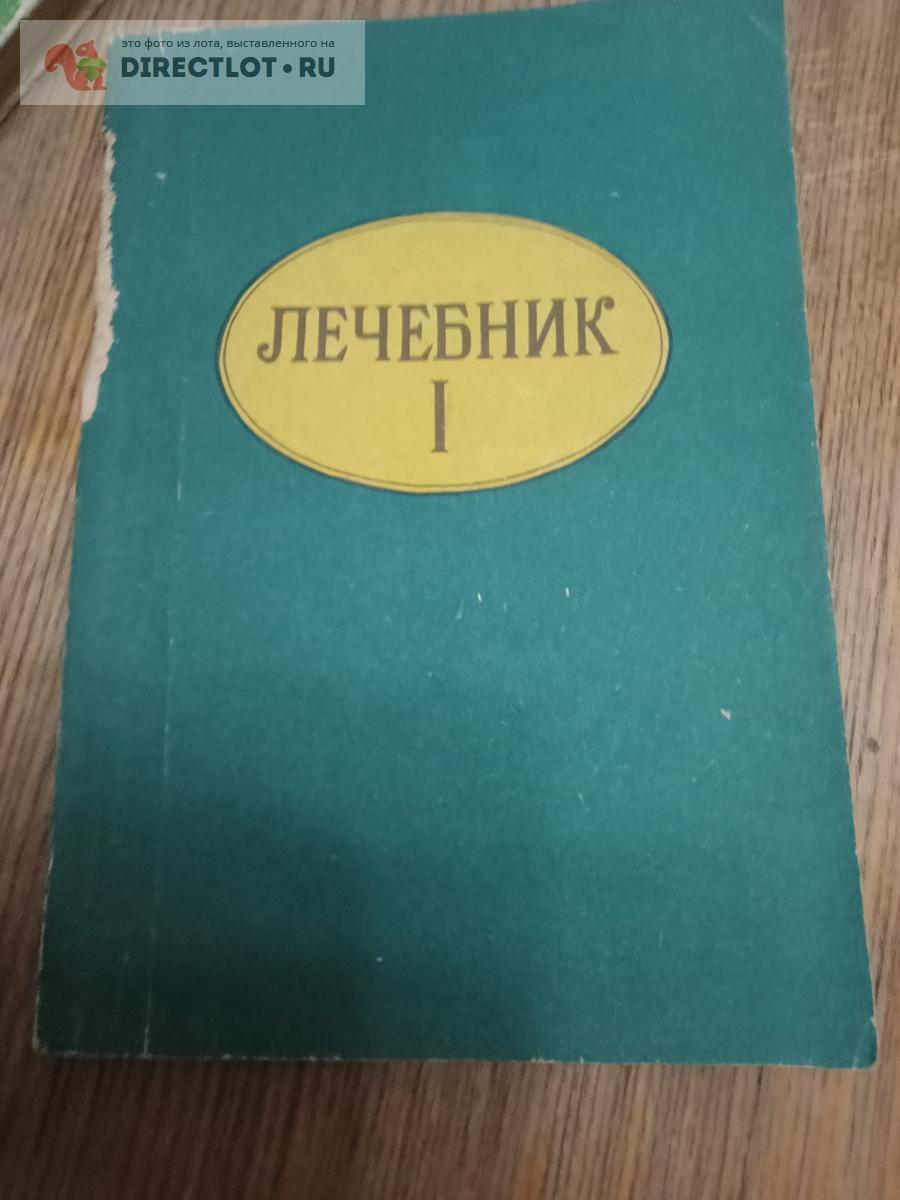 это фото из лота, выставленного на
DIRECTLOT•RU
ЛЕЧЕБНИК
I